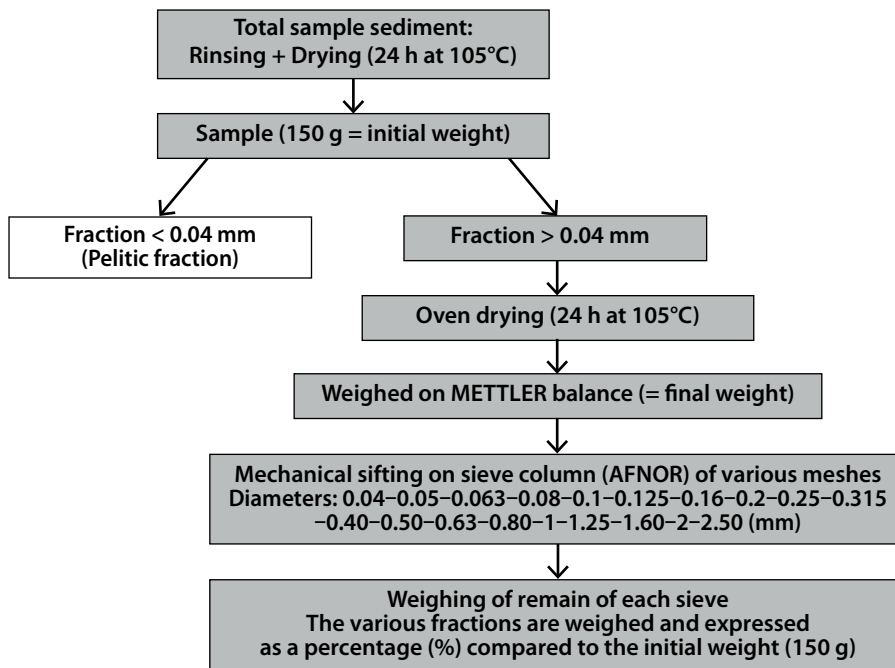 Total sample sediment:
Rinsing + Drying (24 h at 105°C)
Sample (150 g = initial weight)
Fraction < 0.04 mm
(Pelitic fraction)
Fraction > 0.04 mm
Oven drying (24 h at 105°C)
Weighed on METTLER balance (= final weight)
Mechanical sifting on sieve column (AFNOR) of various meshes
Diameters: 0.04–0.05–0.063–0.08–0.1–0.125–0.16–0.2–0.25–0.315
–0.40–0.50–0.63–0.80–1–1.25–1.60–2–2.50 (mm)
Weighing of remain of each sieve
The various fractions are weighed and expressed
as a percentage (%) compared to the initial weight (150 g)